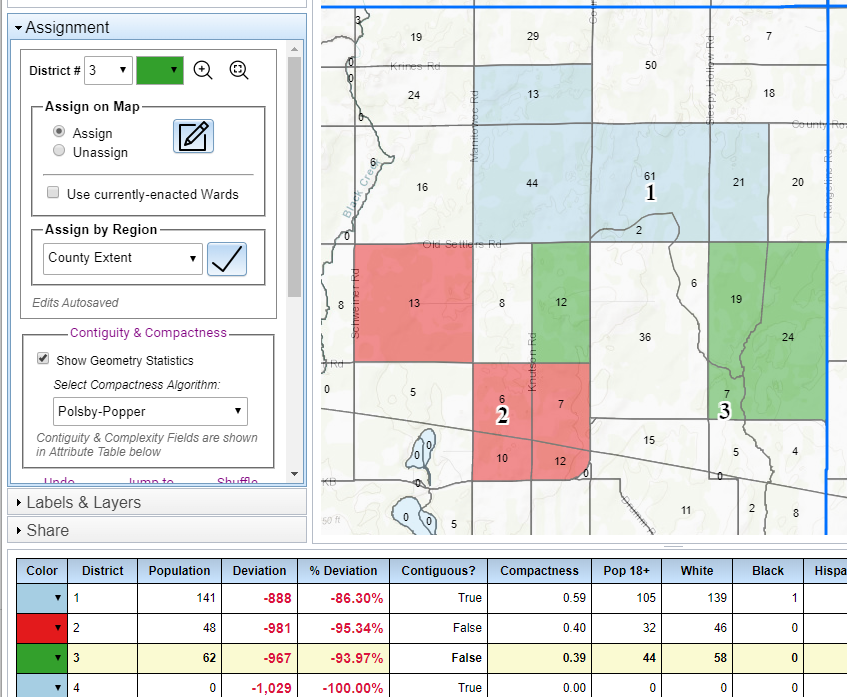 Assignment
District # 3
Assign on Map
Assign
Unassign
Use currently-enacted Wards
Assign by Region
County Extent
Edits Autosaved
Contiguity & Compactness
Show Geometry Statistics
Select Compactness Algorithm:
Polsby-Popper
Contiguity & Complexity Fields are shown
in Attribute Table below
Undo Jump to Shuffle
Labels & Layers
Share
3
19 29 7
Krines Rd
50
0
0
24 13 18
Manitowoc Rd
Sleepy Hollow Rd
0
County Ro
6
16 44 61 21 20
1
Black Creek
Rangeline Rd
2
0
Old Settlers Rd
6
Schweiner Rd
8 13 8 12 19
36 24
Knutson Rd
Rd
0 5 6 7 7
2 3
15
0 0 10 12 5 4
0 0
KB 0
0 0 5 11 2 8
50 ft
Color District Population Deviation % Deviation Contiguous? Compactness Pop 18+ White Black Hispa
1 141 -888 -86.30% True 0.59 105 139 1
2 48 -981 -95.34% False 0.40 32 46 0
3 62 -967 -93.97% False 0.39 44 58 0
4 0 -1,029 -100.00% True 0.00 0 0 0